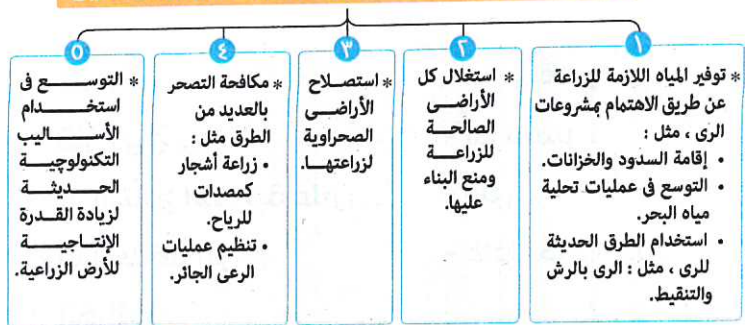 ١
* توفير المياه اللازمة للزراعة
عن طريق الاهتمام بمشروعات
الرى ، مثل :
• إقامة السدود والخزانات.
• التوسع فى عمليات تحلية
مياه البحر.
• استخدام الطرق الحديثة
للرى ، مثل : الرى بالرش
والتنقيط.
٢
* استغلال كل
الأراضى
الصالحة
للزراعة
ومنع البناء
عليها.
٣
* استصلاح
الأراضى
الصحراوية
لزراعتها.
٤
* مكافحة التصحر
بالعديد من
الطرق مثل :
• زراعة أشجار
كمصدات
للرياح.
• تنظيم عمليات
الرعى الجائر.
٥
* التوسع فى
استخدام
الأساليب
التكنولوجية
الحديثة
لزيادة القدرة
الإنتاجية
للأرض الزراعية.